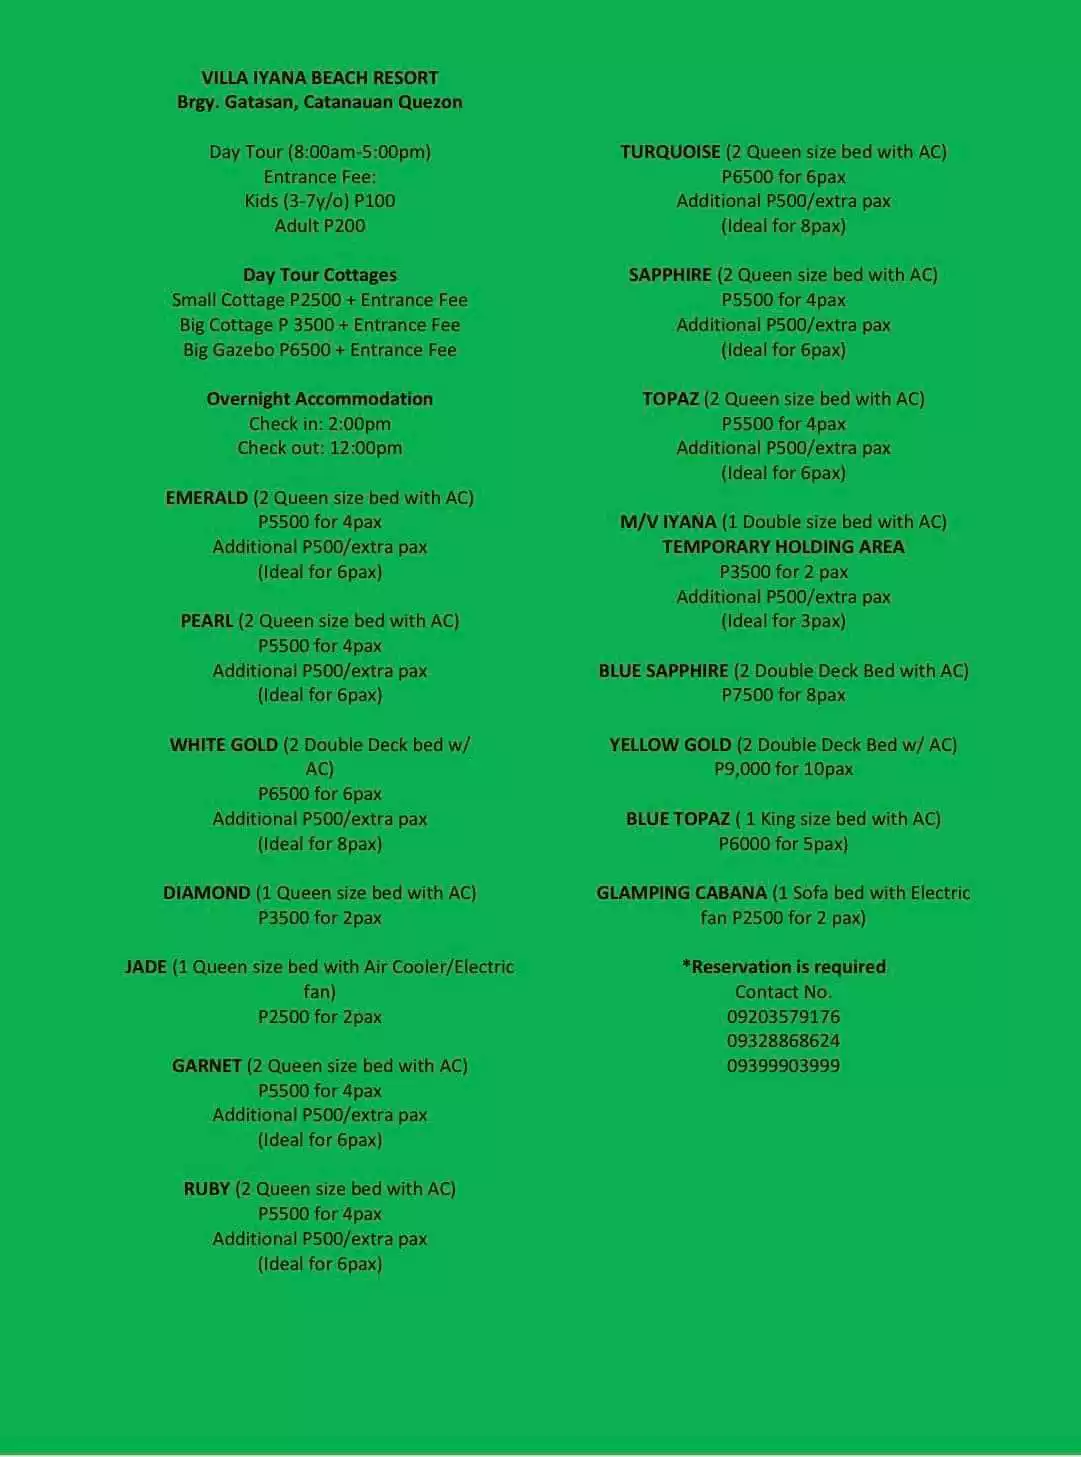 VILLA IYANA BEACH RESORT
Brgy. Gatasan, Catanauan Quezon
Day Tour (8:00am-5:00pm)
Entrance Fee:
Kids (3-7y/o) P100
Adult P200
Day Tour Cottages
Small Cottage P2500 + Entrance Fee
Big Cottage P 3500 + Entrance Fee
Big Gazebo P6500 + Entrance Fee
Overnight Accommodation
Check in: 2:00pm
Check out: 12:00pm
EMERALD (2 Queen size bed with AC)
P5500 for 4pax
Additional P500/extra pax
(Ideal for 6pax)
PEARL (2 Queen size bed with AC)
P5500 for 4pax
Additional P500/extra pax
(Ideal for 6pax)
WHITE GOLD (2 Double Deck bed w/
AC)
P6500 for 6pax
Additional P500/extra pax
(Ideal for 8pax)
DIAMOND (1 Queen size bed with AC)
P3500 for 2pax
JADE (1 Queen size bed with Air Cooler/Electric
fan)
P2500 for 2pax
GARNET (2 Queen size bed with AC)
P5500 for 4pax
Additional P500/extra pax
(Ideal for 6pax)
RUBY (2 Queen size bed with AC)
P5500 for 4pax
Additional P500/extra pax
(Ideal for 6pax)
TURQUOISE (2 Queen size bed with AC)
P6500 for 6pax
Additional P500/extra pax
(Ideal for 8pax)
SAPPHIRE (2 Queen size bed with AC)
P5500 for 4pax
Additional P500/extra pax
(Ideal for 6pax)
TOPAZ (2 Queen size bed with AC)
P5500 for 4pax
Additional P500/extra pax
(Ideal for 6pax)
M/V IYANA (1 Double size bed with AC)
TEMPORARY HOLDING AREA
P3500 for 2 pax
Additional P500/extra pax
(Ideal for 3pax)
BLUE SAPPHIRE (2 Double Deck Bed with AC)
P7500 for 8pax
YELLOW GOLD (2 Double Deck Bed w/ AC)
P9,000 for 10pax
BLUE TOPAZ ( 1 King size bed with AC)
P6000 for 5pax)
GLAMPING CABANA (1 Sofa bed with Electric
fan P2500 for 2 pax)
*Reservation is required
Contact No.
09203579176
09328868624
09399903999